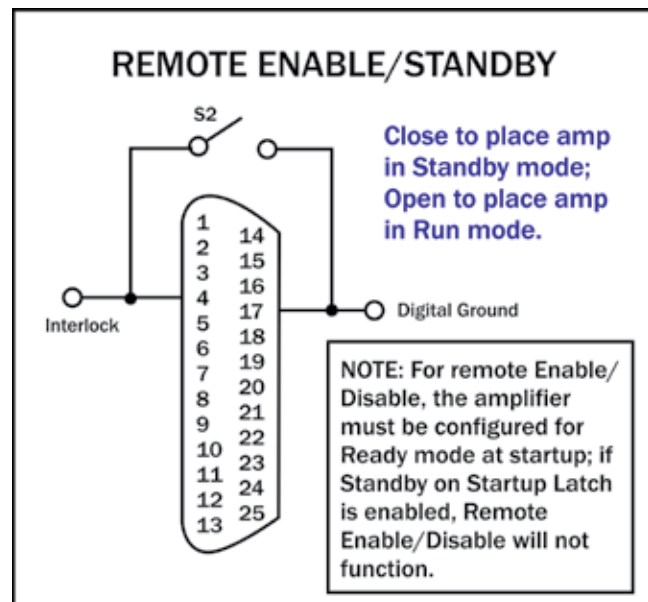 REMOTE ENABLE/STANDBY
S2
Close to place amp
in Standby mode;
Open to place amp
in Run mode.
1
2
3
4
5
6
7
8
9
10
11
12
13
14
15
16
17
18
19
20
21
22
23
24
25
Interlock
Digital Ground
NOTE: For remote Enable/
Disable, the amplifier
must be configured for
Ready mode at startup; if
Standby on Startup Latch
is enabled, Remote
Enable/Disable will not
function.